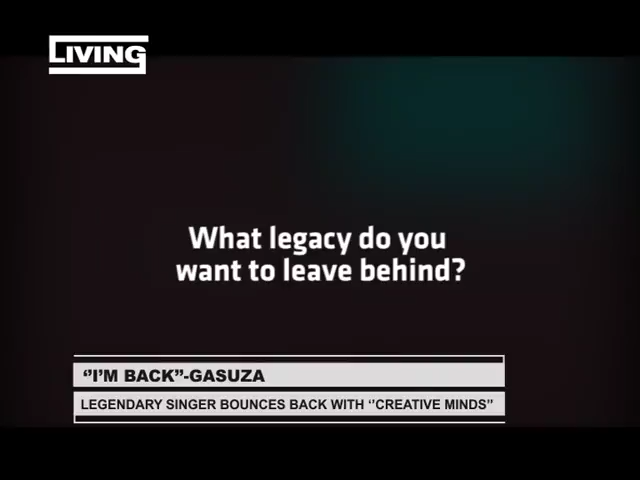 LIVING
What legacy do you
want to leave behind?
“I’M BACK”-GASUZA
LEGENDARY SINGER BOUNCES BACK WITH “CREATIVE MINDS”